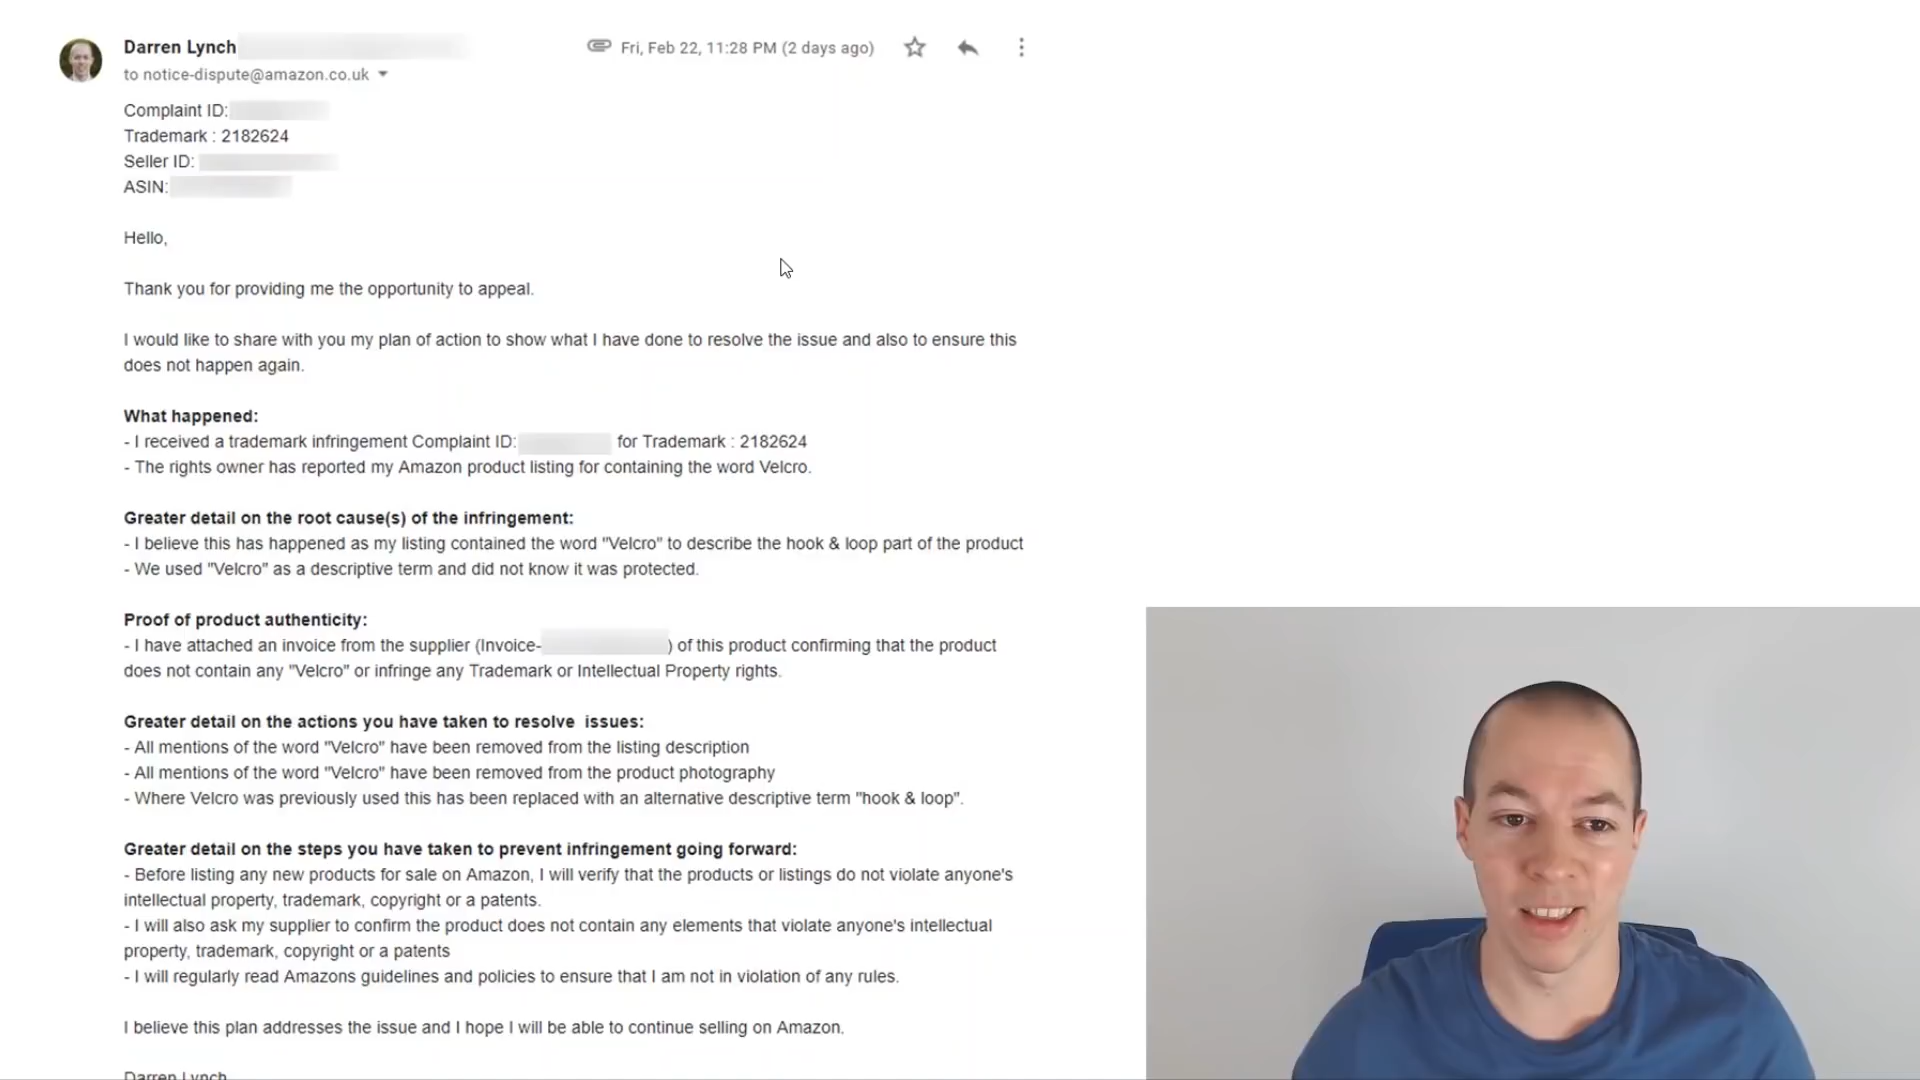 Darren Lynch
Fri, Feb 22, 11:28 PM (2 days ago)
to notice-dispute@amazon.co.uk
Complaint ID:
Trademark : 2182624
Seller ID:
ASIN:
Hello,
Thank you for providing me the opportunity to appeal.
I would like to share with you my plan of action to show what I have done to resolve the issue and also to ensure this
does not happen again.
What happened:
- I received a trademark infringement Complaint ID: for Trademark : 2182624
- The rights owner has reported my Amazon product listing for containing the word Velcro.
Greater detail on the root cause(s) of the infringement:
- I believe this has happened as my listing contained the word "Velcro" to describe the hook & loop part of the product
- We used "Velcro" as a descriptive term and did not know it was protected.
Proof of product authenticity:
- I have attached an invoice from the supplier (Invoice- ) of this product confirming that the product
does not contain any "Velcro" or infringe any Trademark or Intellectual Property rights.
Greater detail on the actions you have taken to resolve  issues:
- All mentions of the word "Velcro" have been removed from the listing description
- All mentions of the word "Velcro" have been removed from the product photography
- Where Velcro was previously used this has been replaced with an alternative descriptive term "hook & loop".
Greater detail on the steps you have taken to prevent infringement going forward:
- Before listing any new products for sale on Amazon, I will verify that the products or listings do not violate anyone's
intellectual property, trademark, copyright or a patents.
- I will also ask my supplier to confirm the product does not contain any elements that violate anyone's intellectual
property, trademark, copyright or a patents
- I will regularly read Amazons guidelines and policies to ensure that I am not in violation of any rules.
I believe this plan addresses the issue and I hope I will be able to continue selling on Amazon.
Darren Lynch